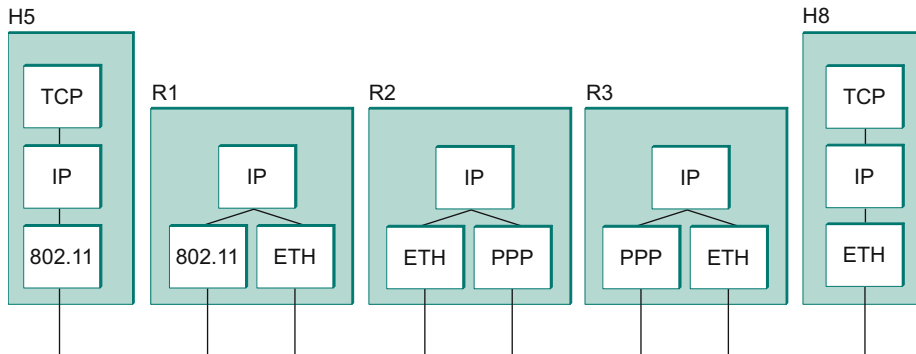 H5
H8
TCP
R1
R2
R3
TCP
IP
IP
IP
IP
IP
802.11
802.11
ETH
ETH
PPP
PPP
ETH
ETH